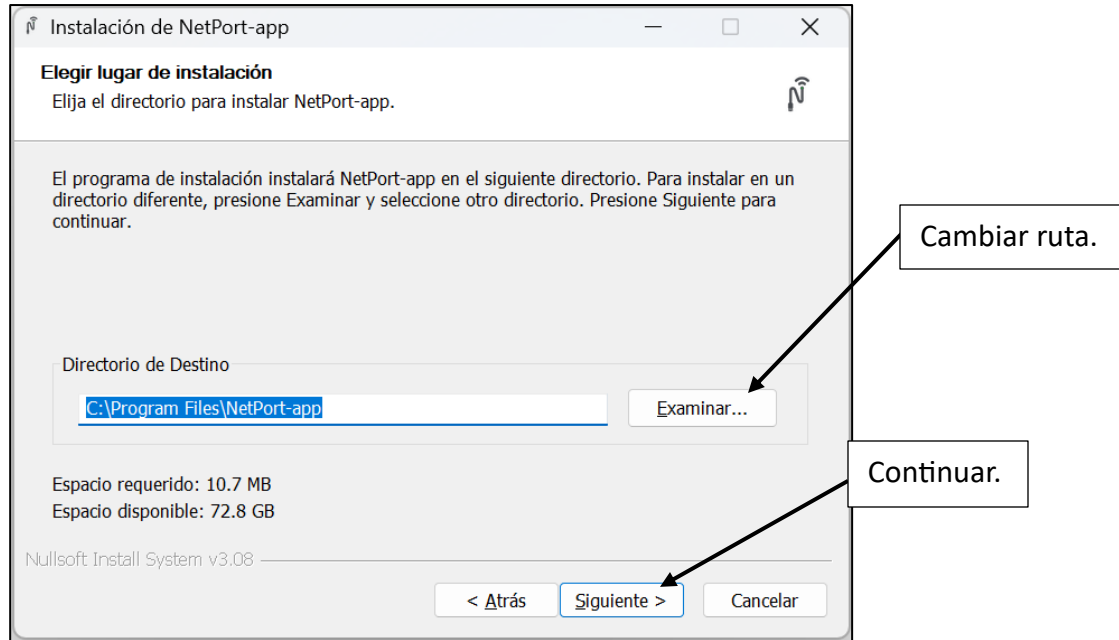 Instalación de NetPort-app
Elegir lugar de instalación
Elija el directorio para instalar NetPort-app.
El programa de instalación instalará NetPort-app en el siguiente directorio. Para instalar en un
directorio diferente, presione Examinar y seleccione otro directorio. Presione Siguiente para
continuar.
Cambiar ruta.
Directorio de Destino
C:\Program Files\NetPort-app
Examinar...
Continuar.
Espacio requerido: 10.7 MB
Espacio disponible: 72.8 GB
Nullsoft Install System v3.08
< Atrás
Siguiente >
Cancelar